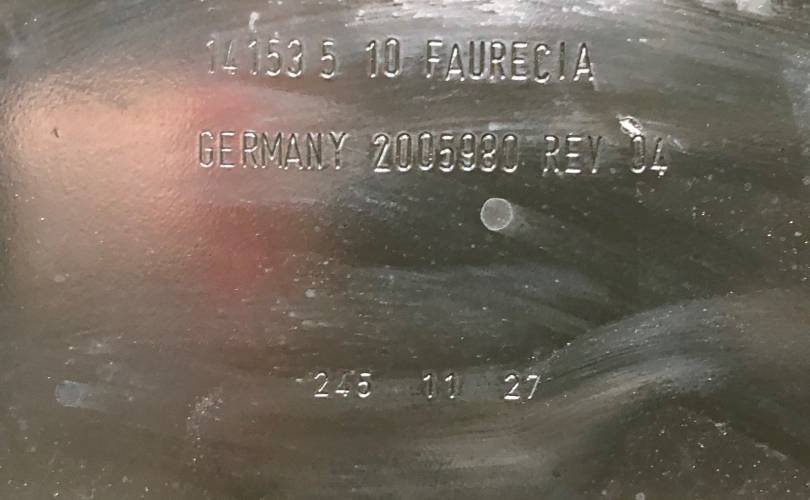 14153 5 10 FAURECIA
GERMANY 2005980 REV 04
245 11 27